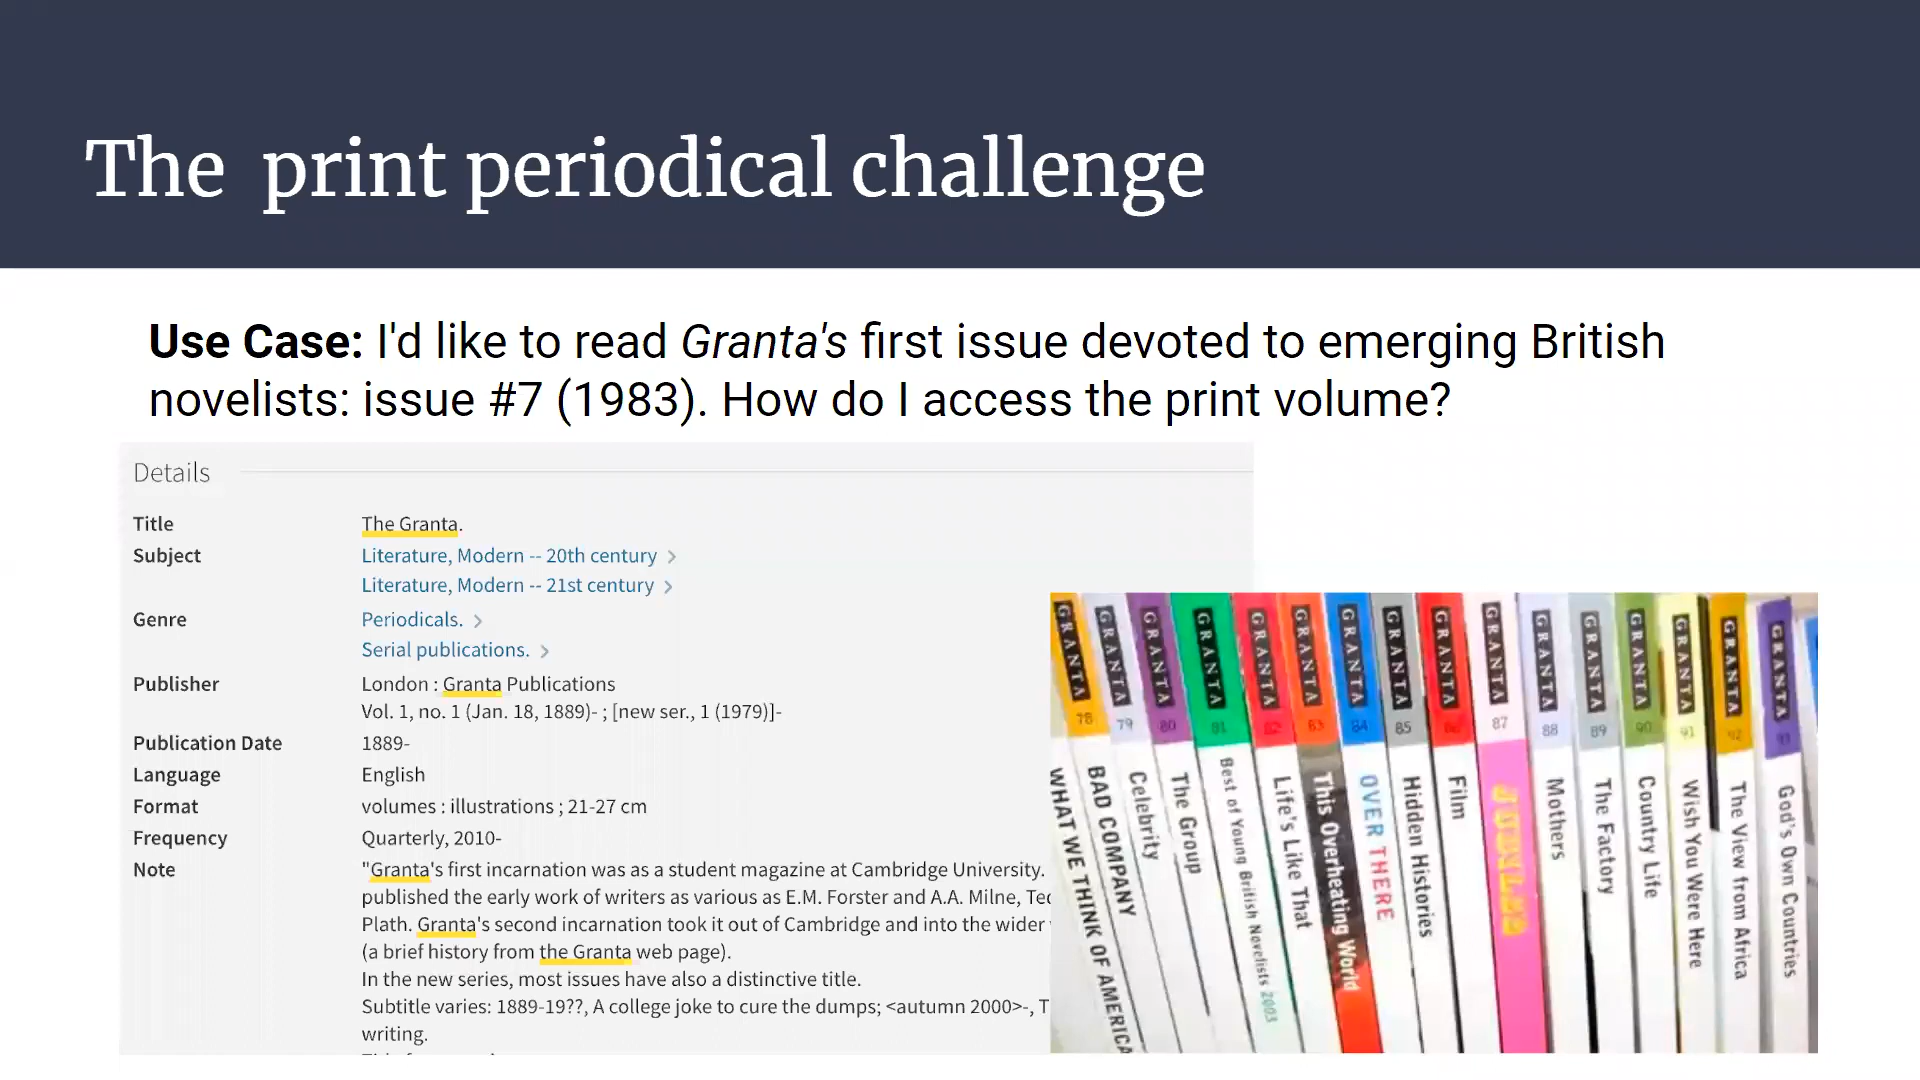 The  print periodical challenge
Use Case: I'd like to read Granta's first issue devoted to emerging British
novelists: issue #7 (1983). How do I access the print volume?
Details
Title The Granta.
Subject Literature, Modern -- 20th century >
Literature, Modern -- 21st century >
Genre Periodicals. >
Serial publications. >
Publisher London : Granta Publications
Vol. 1, no. 1 (Jan. 18, 1889)- ; [new ser., 1 (1979)]-
Publication Date 1889-
Language English
Format volumes : illustrations ; 21-27 cm
Frequency Quarterly, 2010-
Note "Granta's first incarnation was as a student magazine at Cambridge University.
published the early work of writers as various as E.M. Forster and A.A. Milne, Te
Plath. Granta's second incarnation took it out of Cambridge and into the wider
(a brief history from the Granta web page).
In the new series, most issues have also a distinctive title.
Subtitle varies: 1889-19??, A college joke to cure the dumps; <autumn 2000>-, T
writing.
GRANTA 78 WHAT WE THINK OF AMERICA
GRANTA 79 BAD COMPANY
GRANTA 80 Celebrity
GRANTA 81 The Group
Best of Young British Novelists 2003
GRANTA 82 Life's Like That
GRANTA 83 This Overheating World
GRANTA 84 OVER THERE
GRANTA 85 Hidden Histories
GRANTA 86 Film
GRANTA 87 JUBILEE
GRANTA 88 Mothers
GRANTA 89 The Factory
GRANTA 90 Country Life
GRANTA 91 Wish You Were Here
GRANTA 92 The View from Africa
GRANTA God's Own Countries